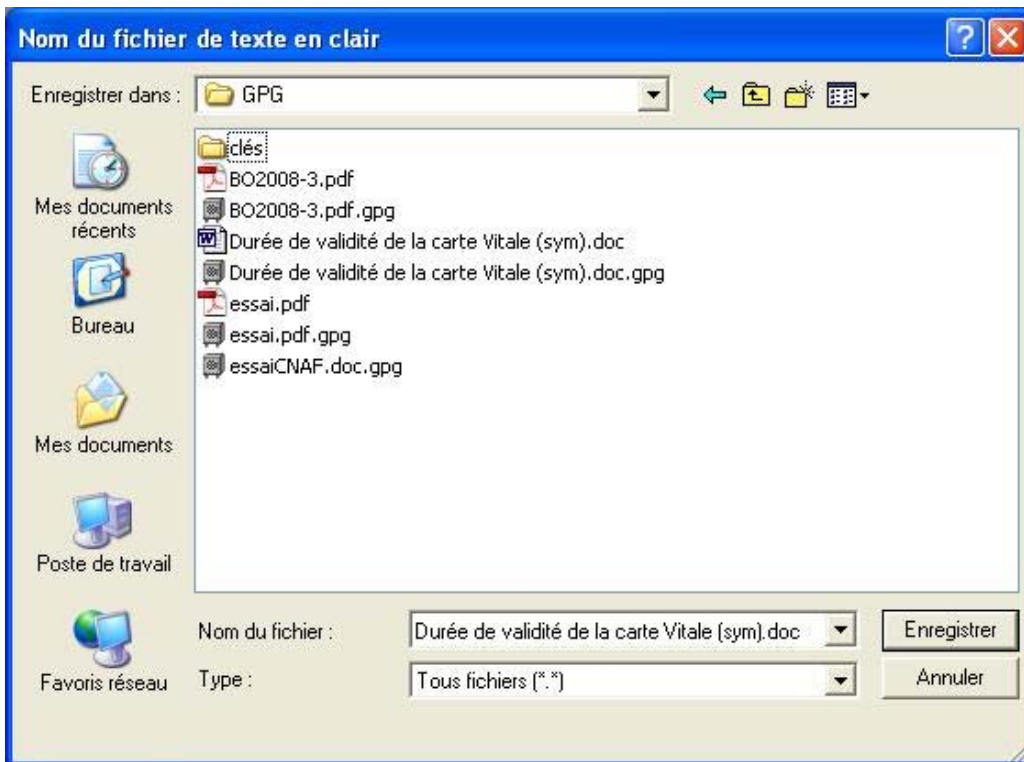 Nom du fichier de texte en clair
Enregistrer dans :
GPG
Mes documents
récents
Bureau
Mes documents
Poste de travail
Favoris réseau
clés
BO2008-3.pdf
BO2008-3.pdf.gpg
Durée de validité de la carte Vitale (sym).doc
Durée de validité de la carte Vitale (sym).doc.gpg
essai.pdf
essai.pdf.gpg
essaiCNAF.doc.gpg
Nom du fichier :
Durée de validité de la carte Vitale (sym).doc
Enregistrer
Type :
Tous fichiers (*.*)
Annuler